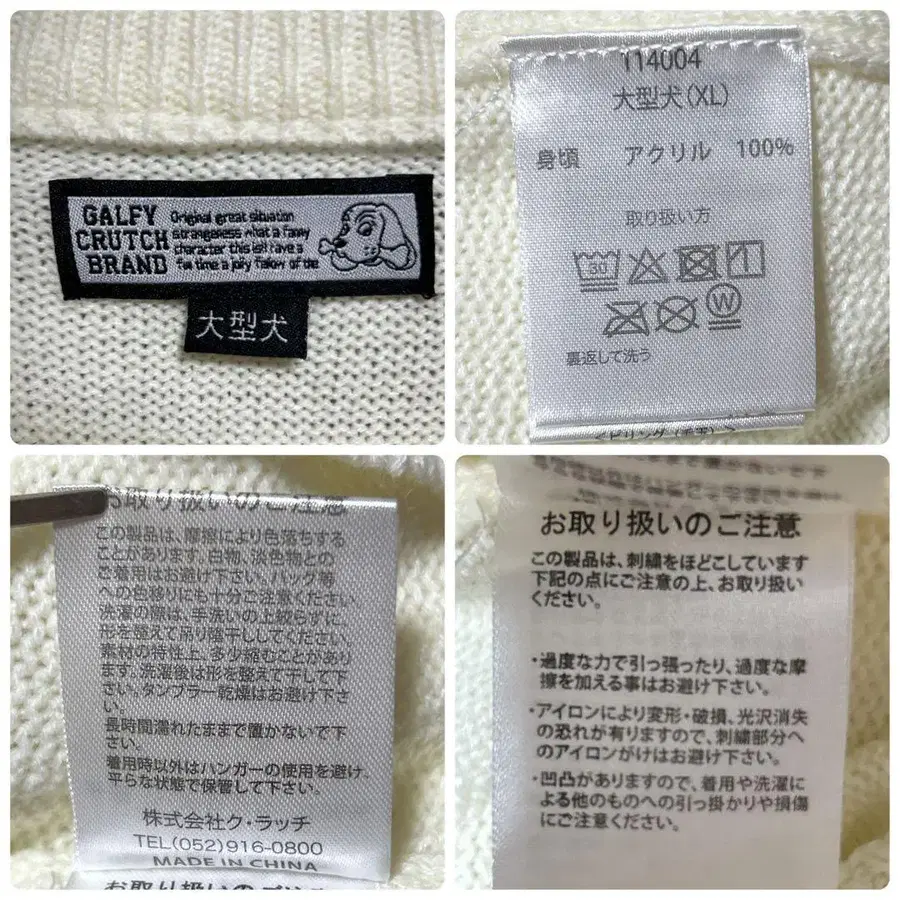 GALFY
CRUTCH
BRAND
Original great situation
strangeness what a funny
character this is!I have a
fun time a jolly fellow of the
大型犬
114004
大型犬(XL)
身頃 アクリル 100%
取り扱い方
30
W
裏返して洗う
<ピリング(毛玉)>
お取り扱いのご注意
この製品は、摩擦により色落ちする
ことがあります。白物、淡色物との
ご着用はお避け下さい。バック等
への色移りにも十分ご注意ください。
洗濯の際は、手洗いの上絞らずに、
形を整えて吊り陰干ししてください。
素材の特性上、多少縮むことがあり
ます。洗濯後は形を整えて干して下
さい。タンブラー乾燥はお避け下さ
い。
長時間濡れたままで置かないで下
さい。
着用時以外はハンガーの使用を避け、
平らな状態で保管して下さい。
株式会社ク・ラッチ
TEL(052)916-0800
MADE IN CHINA
お取り扱いのご注
お取り扱いのご注意
この製品は、刺繍をほどこしています
下記の点にご注意の上、お取り扱い
ください。
・過度な力で引っ張ったり、過度な摩
擦を加える事はお避け下さい。
・アイロンにより変形・破損、光沢消失
の恐れが有りますので、刺繍部分へ
のアイロンがけはお避け下さい。
・凹凸がありますので、着用や洗濯に
よる他のものへの引っ掛かりや損傷
にご注意ください。